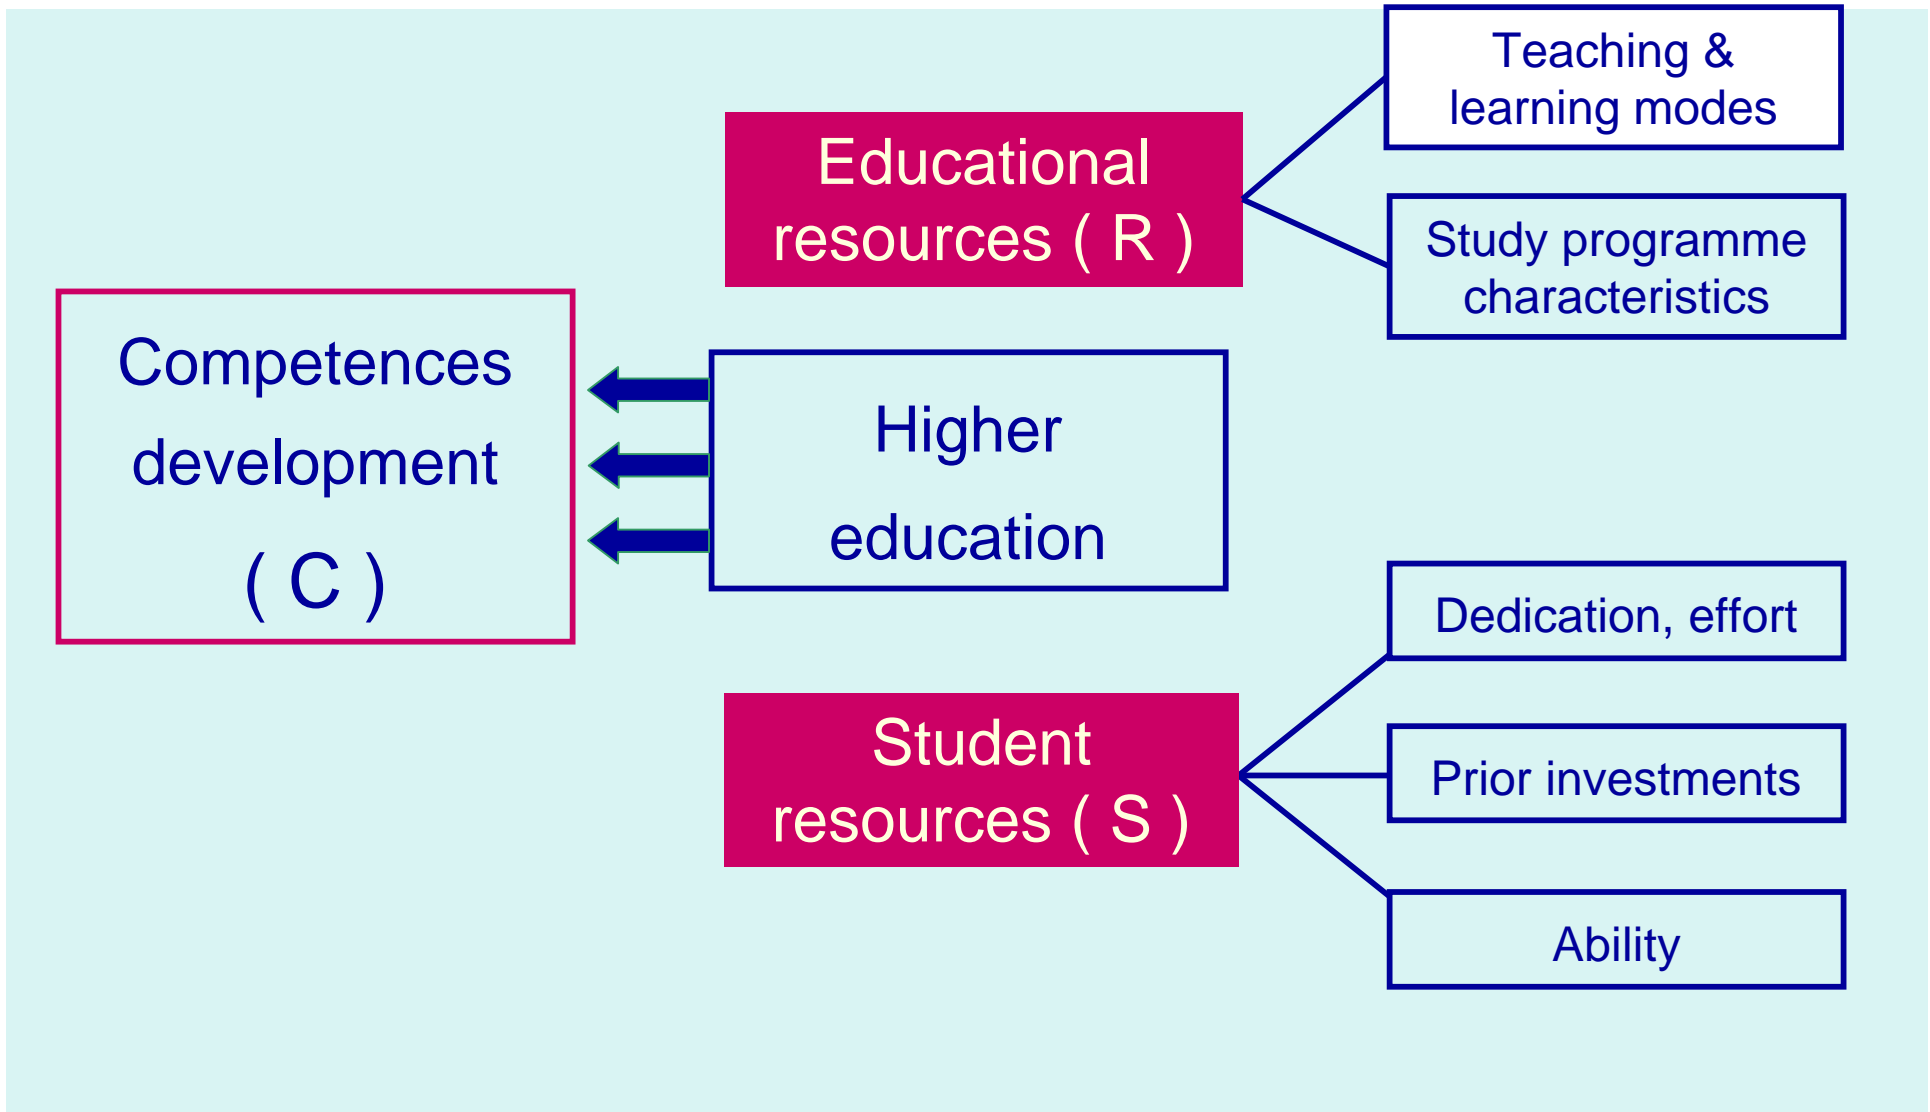 Teaching &
learning modes
Educational
resources ( R )
Study programme
characteristics
Competences
development
( C )
Higher
education
Dedication, effort
Student
resources ( S )
Prior investments
Ability